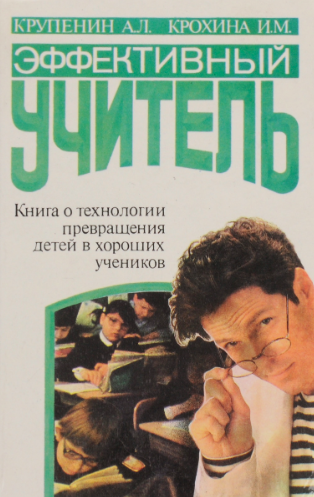 КРУПЕНИН А.Л. КРОХИНА И.М.
ЭФФЕКТИВНЫЙ
УЧИТЕЛЬ
Книга о технологии
превращения
детей в хороших
учеников